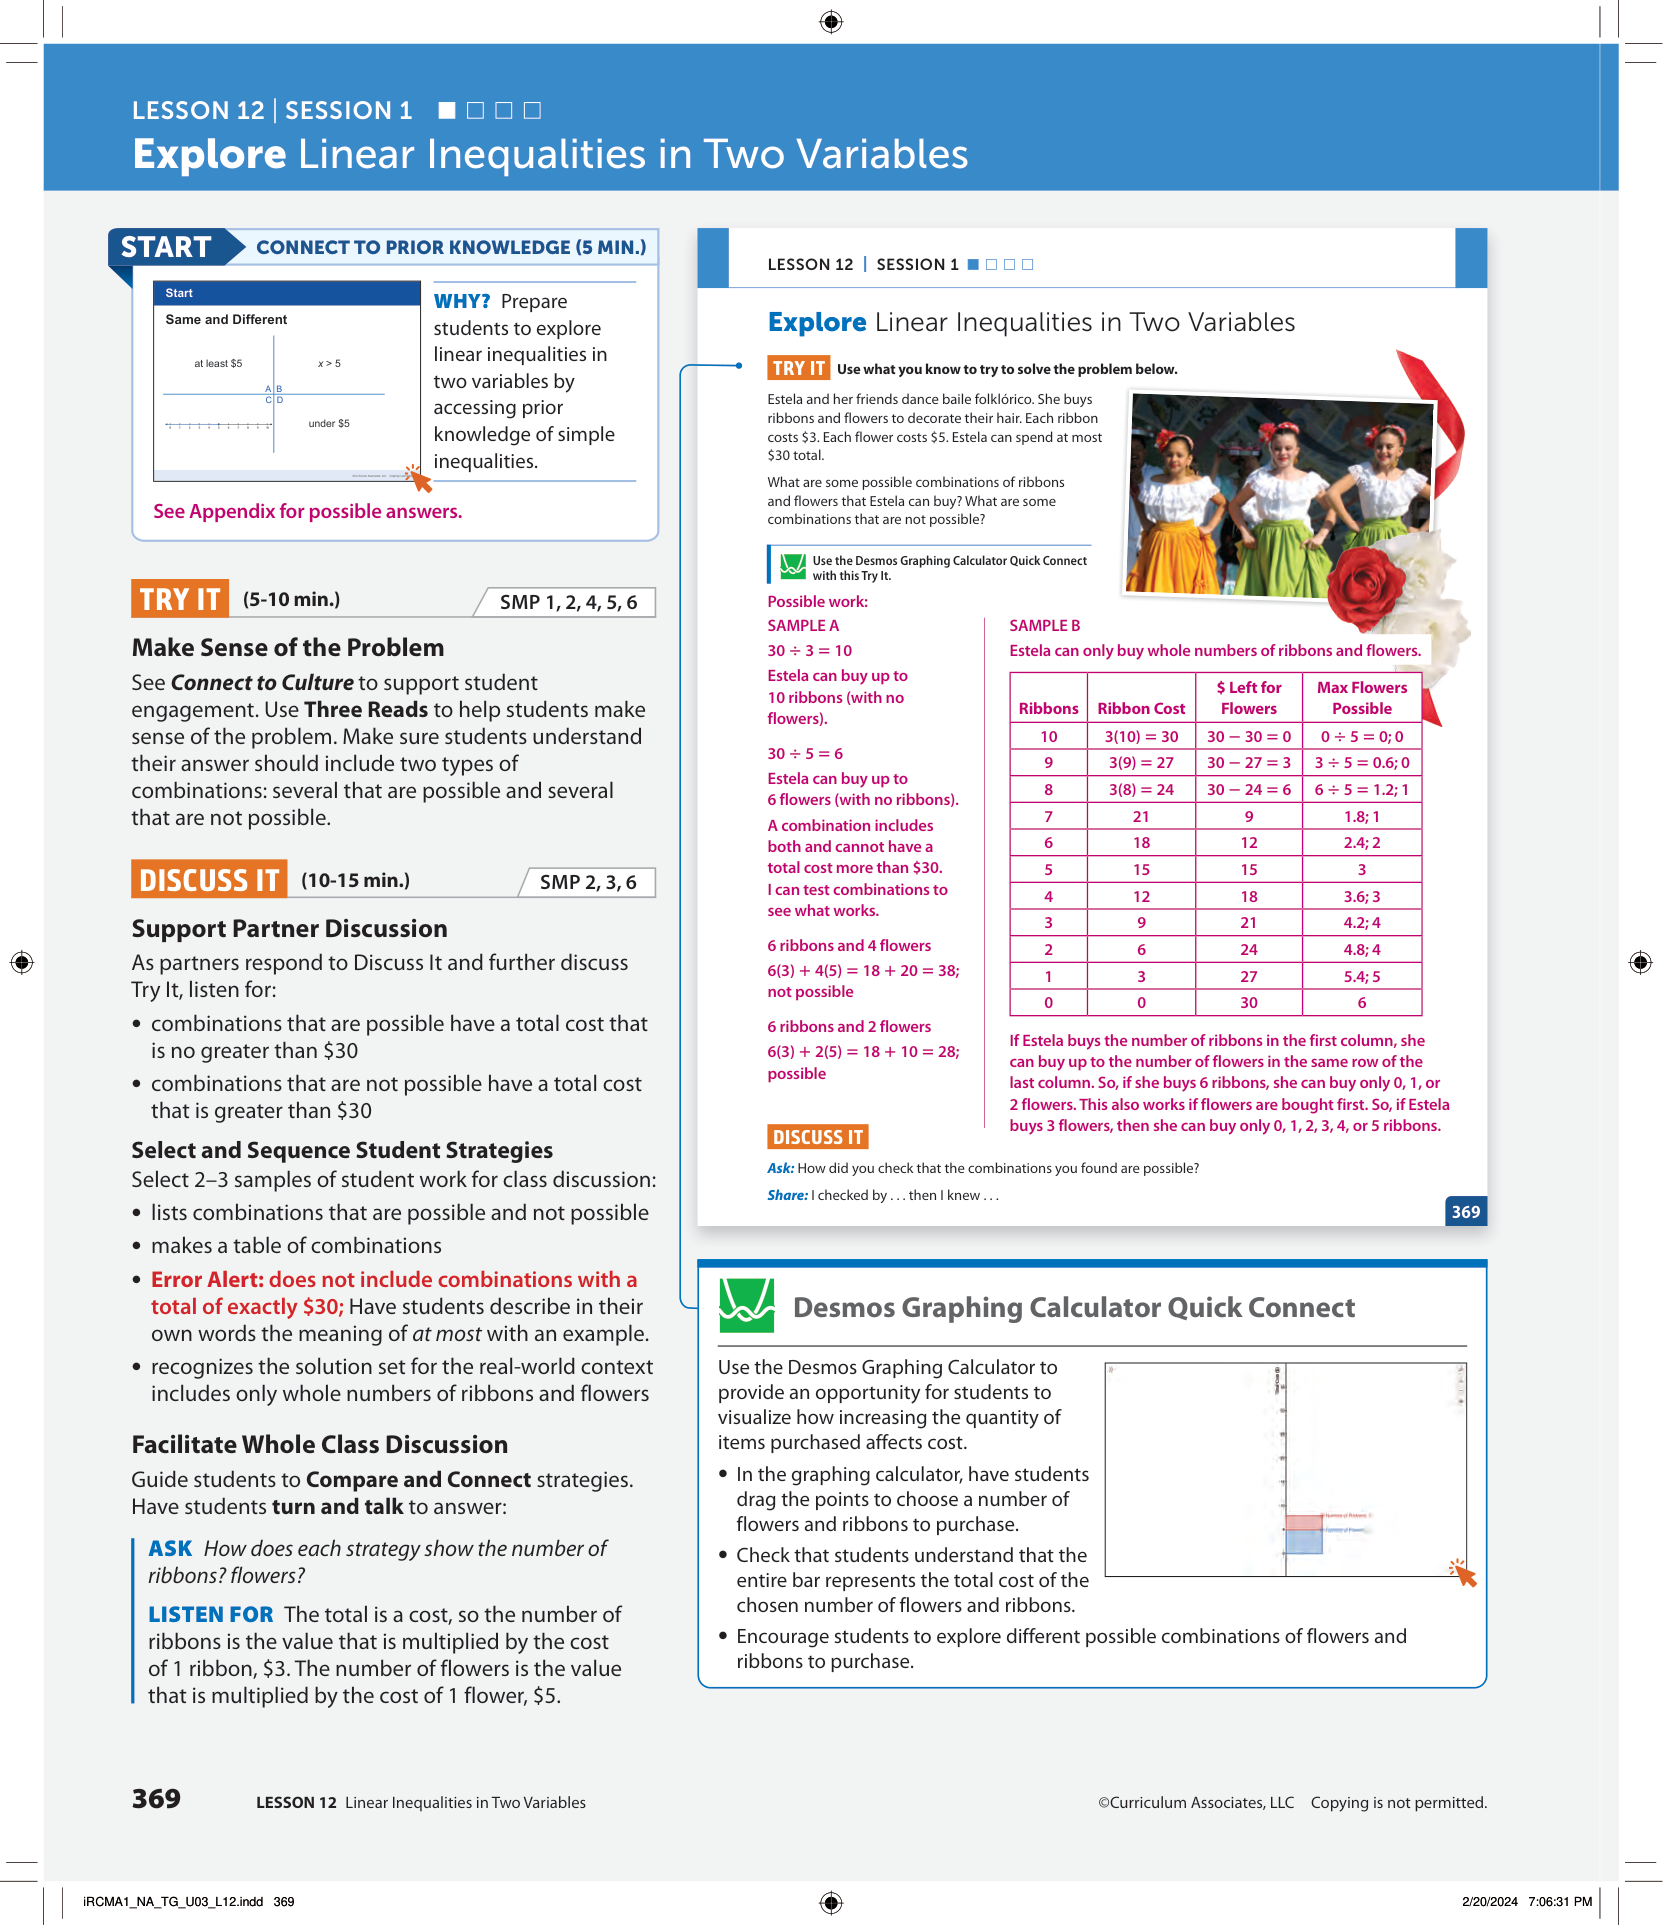 LESSON 12 | SESSION 1
Explore Linear Inequalities in Two Variables
START
CONNECT TO PRIOR KNOWLEDGE (5 MIN.)
Start
Same and Different
at least $5
x > 5
A B
C D
under $5
WHY? Prepare
students to explore
linear inequalities in
two variables by
accessing prior
knowledge of simple
inequalities.
See Appendix for possible answers.
TRY IT (5-10 min.)
SMP 1, 2, 4, 5, 6
Make Sense of the Problem
See Connect to Culture to support student
engagement. Use Three Reads to help students make
sense of the problem. Make sure students understand
their answer should include two types of
combinations: several that are possible and several
that are not possible.
DISCUSS IT (10-15 min.)
SMP 2, 3, 6
Support Partner Discussion
As partners respond to Discuss It and further discuss
Try It, listen for:
• combinations that are possible have a total cost that
is no greater than $30
• combinations that are not possible have a total cost
that is greater than $30
Select and Sequence Student Strategies
Select 2–3 samples of student work for class discussion:
• lists combinations that are possible and not possible
• makes a table of combinations
• Error Alert: does not include combinations with a
total of exactly $30; Have students describe in their
own words the meaning of at most with an example.
• recognizes the solution set for the real-world context
includes only whole numbers of ribbons and flowers
Facilitate Whole Class Discussion
Guide students to Compare and Connect strategies.
Have students turn and talk to answer:
ASK How does each strategy show the number of
ribbons? flowers?
LISTEN FOR The total is a cost, so the number of
ribbons is the value that is multiplied by the cost
of 1 ribbon, $3. The number of flowers is the value
that is multiplied by the cost of 1 flower, $5.
LESSON 12 | SESSION 1
Explore Linear Inequalities in Two Variables
TRY IT Use what you know to try to solve the problem below.
Estela and her friends dance baile folklórico. She buys
ribbons and flowers to decorate their hair. Each ribbon
costs $3. Each flower costs $5. Estela can spend at most
$30 total.
What are some possible combinations of ribbons
and flowers that Estela can buy? What are some
combinations that are not possible?
Use the Desmos Graphing Calculator Quick Connect
with this Try It.
Possible work:
SAMPLE A
30 ÷ 3 = 10
Estela can buy up to
10 ribbons (with no
flowers).
30 ÷ 5 = 6
Estela can buy up to
6 flowers (with no ribbons).
A combination includes
both and cannot have a
total cost more than $30.
I can test combinations to
see what works.
6 ribbons and 4 flowers
6(3) + 4(5) = 18 + 20 = 38;
not possible
6 ribbons and 2 flowers
6(3) + 2(5) = 18 + 10 = 28;
possible
SAMPLE B
Estela can only buy whole numbers of ribbons and flowers.
Ribbons | Ribbon Cost | $ Left for Flowers | Max Flowers Possible
10 | 3(10) = 30 | 30 − 30 = 0 | 0 ÷ 5 = 0; 0
9 | 3(9) = 27 | 30 − 27 = 3 | 3 ÷ 5 = 0.6; 0
8 | 3(8) = 24 | 30 − 24 = 6 | 6 ÷ 5 = 1.2; 1
7 | 21 | 9 | 1.8; 1
6 | 18 | 12 | 2.4; 2
5 | 15 | 15 | 3
4 | 12 | 18 | 3.6; 3
3 | 9 | 21 | 4.2; 4
2 | 6 | 24 | 4.8; 4
1 | 3 | 27 | 5.4; 5
0 | 0 | 30 | 6
If Estela buys the number of ribbons in the first column, she
can buy up to the number of flowers in the same row of the
last column. So, if she buys 6 ribbons, she can buy only 0, 1, or
2 flowers. This also works if flowers are bought first. So, if Estela
buys 3 flowers, then she can buy only 0, 1, 2, 3, 4, or 5 ribbons.
DISCUSS IT
Ask: How did you check that the combinations you found are possible?
Share: I checked by . . . then I knew . . .
369
Desmos Graphing Calculator Quick Connect
Use the Desmos Graphing Calculator to
provide an opportunity for students to
visualize how increasing the quantity of
items purchased affects cost.
• In the graphing calculator, have students
drag the points to choose a number of
flowers and ribbons to purchase.
• Check that students understand that the
entire bar represents the total cost of the
chosen number of flowers and ribbons.
• Encourage students to explore different possible combinations of flowers and
ribbons to purchase.
369
LESSON 12 Linear Inequalities in Two Variables
©Curriculum Associates, LLC Copying is not permitted.
iRCMA1_NA_TG_U03_L12.indd 369
2/20/2024 7:06:31 PM